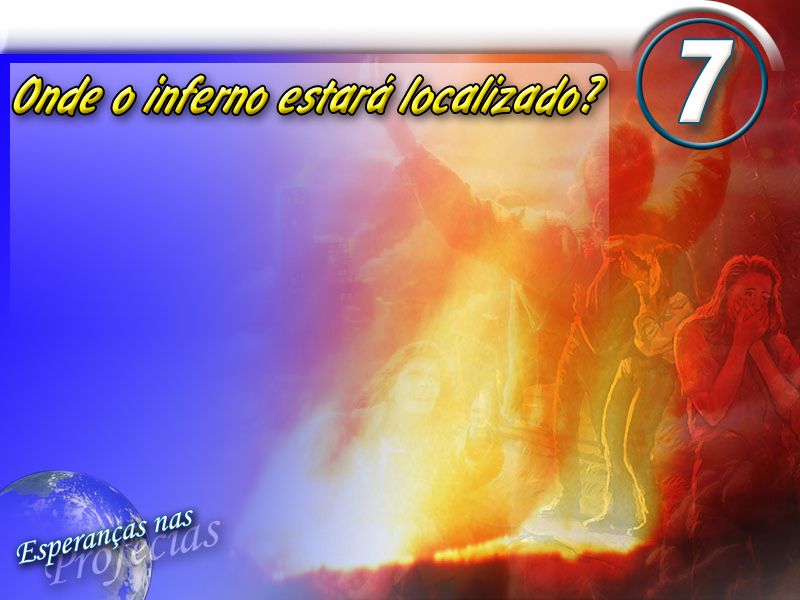 Onde o inferno estará localizado?
7
Esperanças nas
Profecias